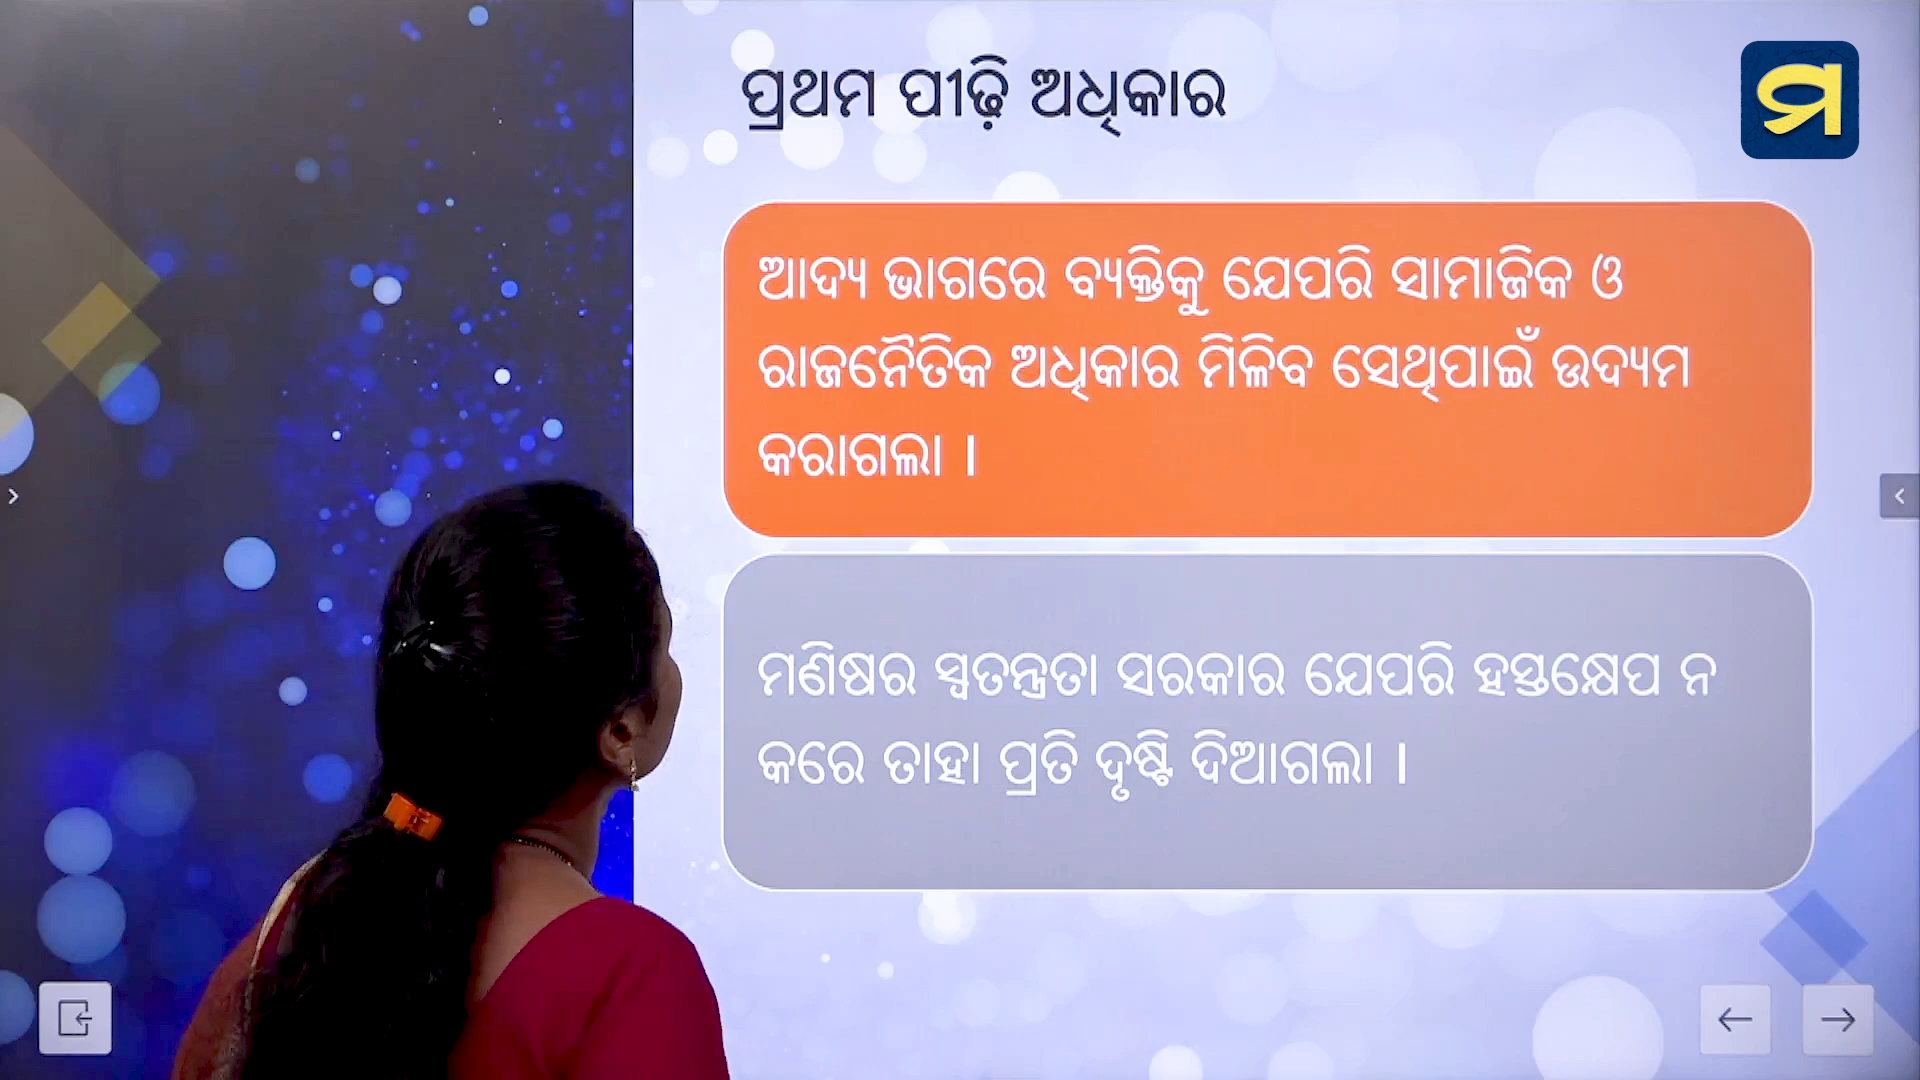 ପ୍ରଥମ ପୀଢ଼ି ଅଧିକାର
ମ
ଆଦ୍ୟ ଭାଗରେ ବ୍ୟକ୍ତିକୁ ଯେପରି ସାମାଜିକ ଓ
ରାଜନୈତିକ ଅଧିକାର ମିଳିବ ସେଥିପାଇଁ ଉଦ୍ୟମ
କରାଗଲା ।
ମଣିଷର ସ୍ୱତନ୍ତ୍ରତା ସରକାର ଯେପରି ହସ୍ତକ୍ଷେପ ନ
କରେ ତାହା ପ୍ରତି ଦୃଷ୍ଟି ଦିଆଗଲା ।